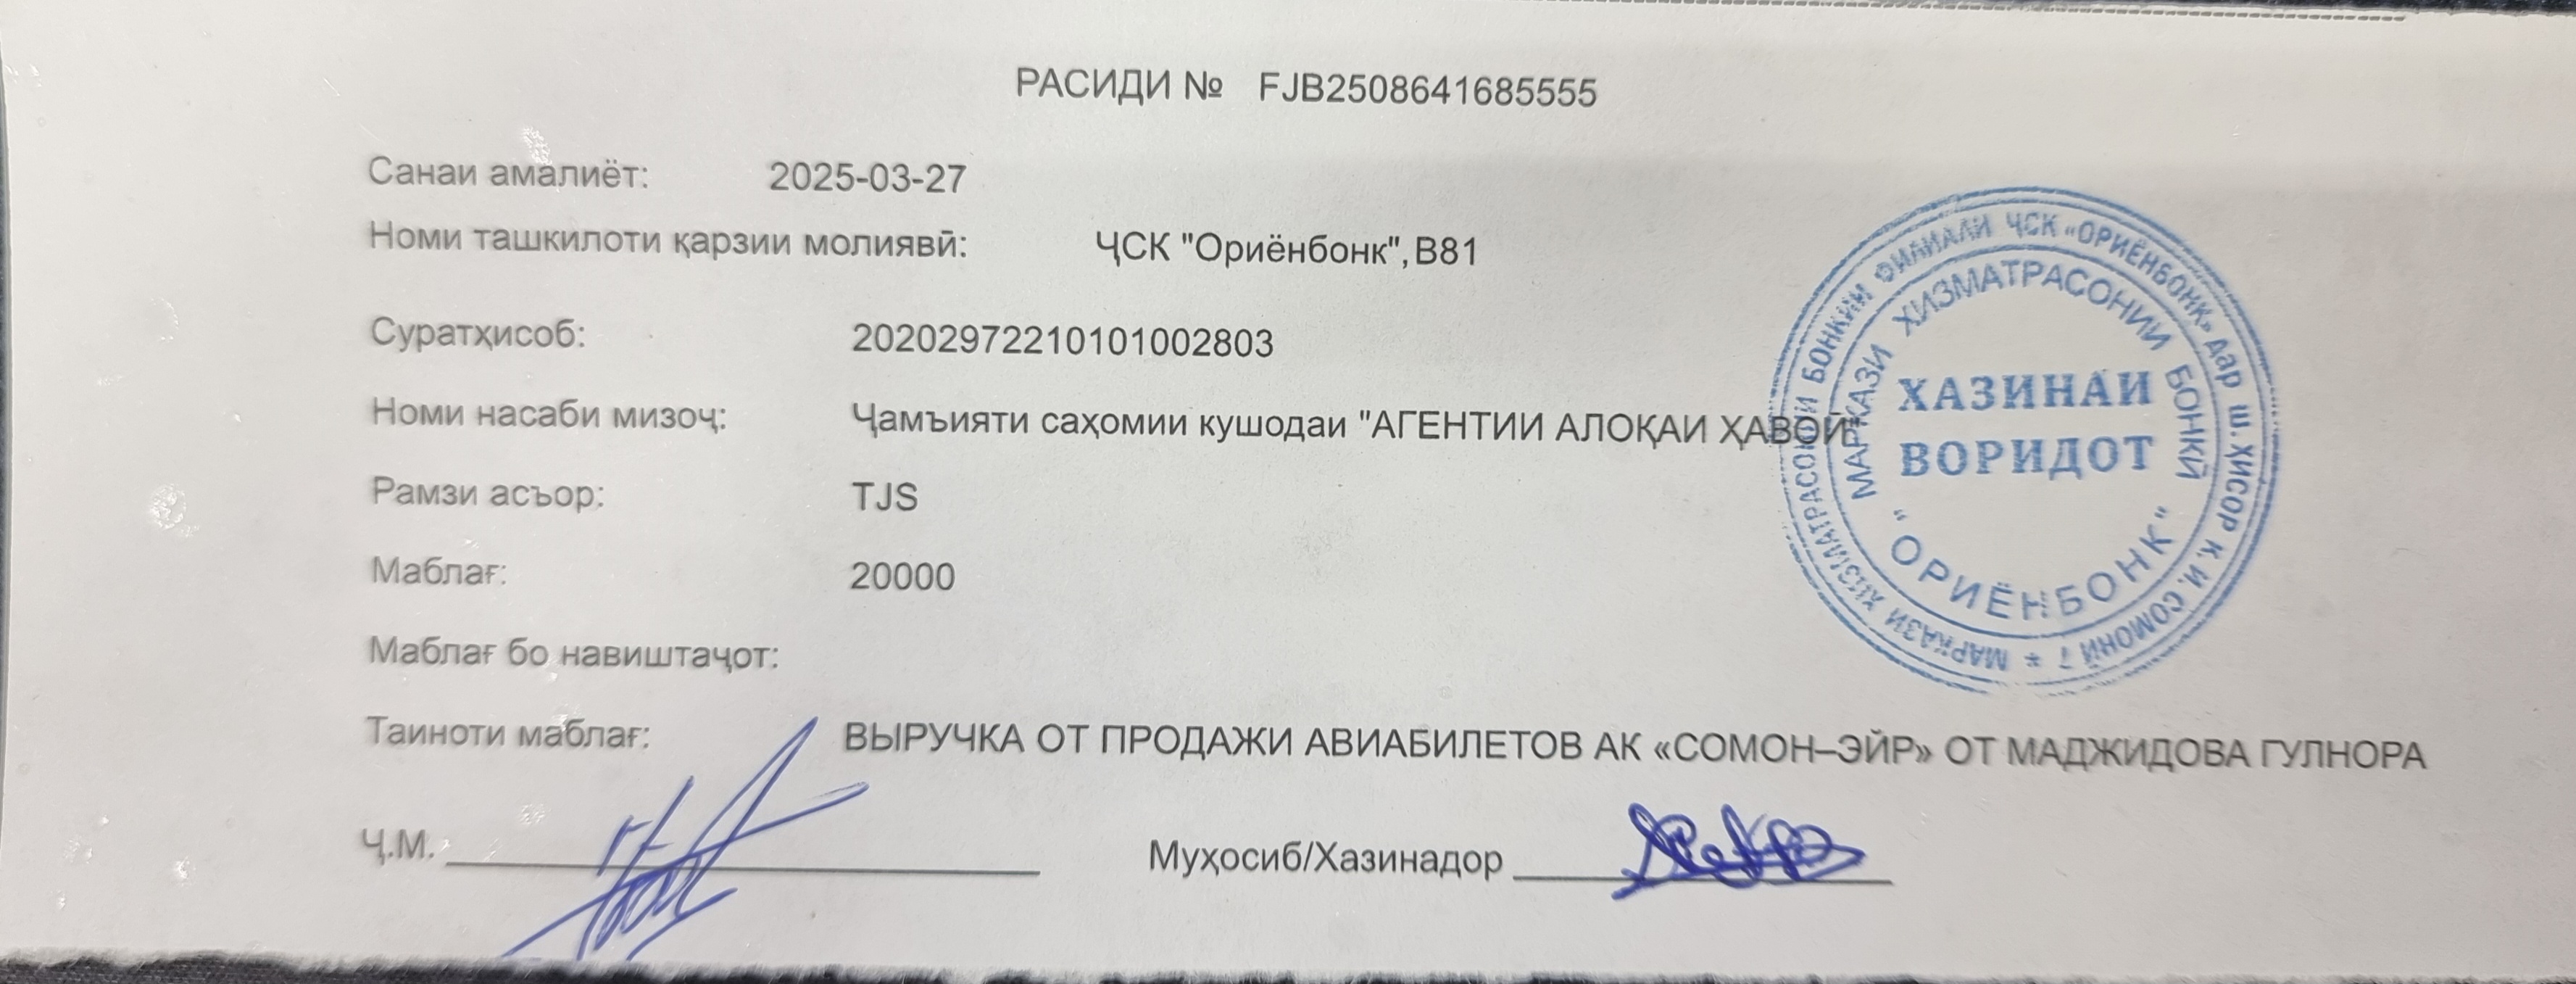 РАСИДИ № FJB2508641685555
Санаи амалиёт: 2025-03-27
Номи ташкилоти қарзии молиявӣ: ҶСК "Ориёнбонк",B81
Суратҳисоб: 20202972210101002803
Номи насаби мизоҷ: Ҷамъияти саҳомии кушодаи "АГЕНТИИ АЛОҚАИ ҲАВОӢ"
Рамзи асъор: TJS
Маблағ: 20000
Маблағ бо навиштаҷот:
Таиноти маблағ: ВЫРУЧКА ОТ ПРОДАЖИ АВИАБИЛЕТОВ АК «СОМОН–ЭЙР» ОТ МАДЖИДОВА ГУЛНОРА
Ҷ.М. Муҳосиб/Хазинадор
МАРКАЗИ ХИЗМАТРАСОНИИ БОНКИИ ФИЛИАЛИ ҶСК «ОРИЁНБОНК» дар ш.ҲИСОР К. И. СОМОНӢ 7 *
МАРКАЗИ ХИЗМАТРАСОНИИ БОНКӢ
"ОРИЁНБОНК"
ХАЗИНАИ
ВОРИДОТ